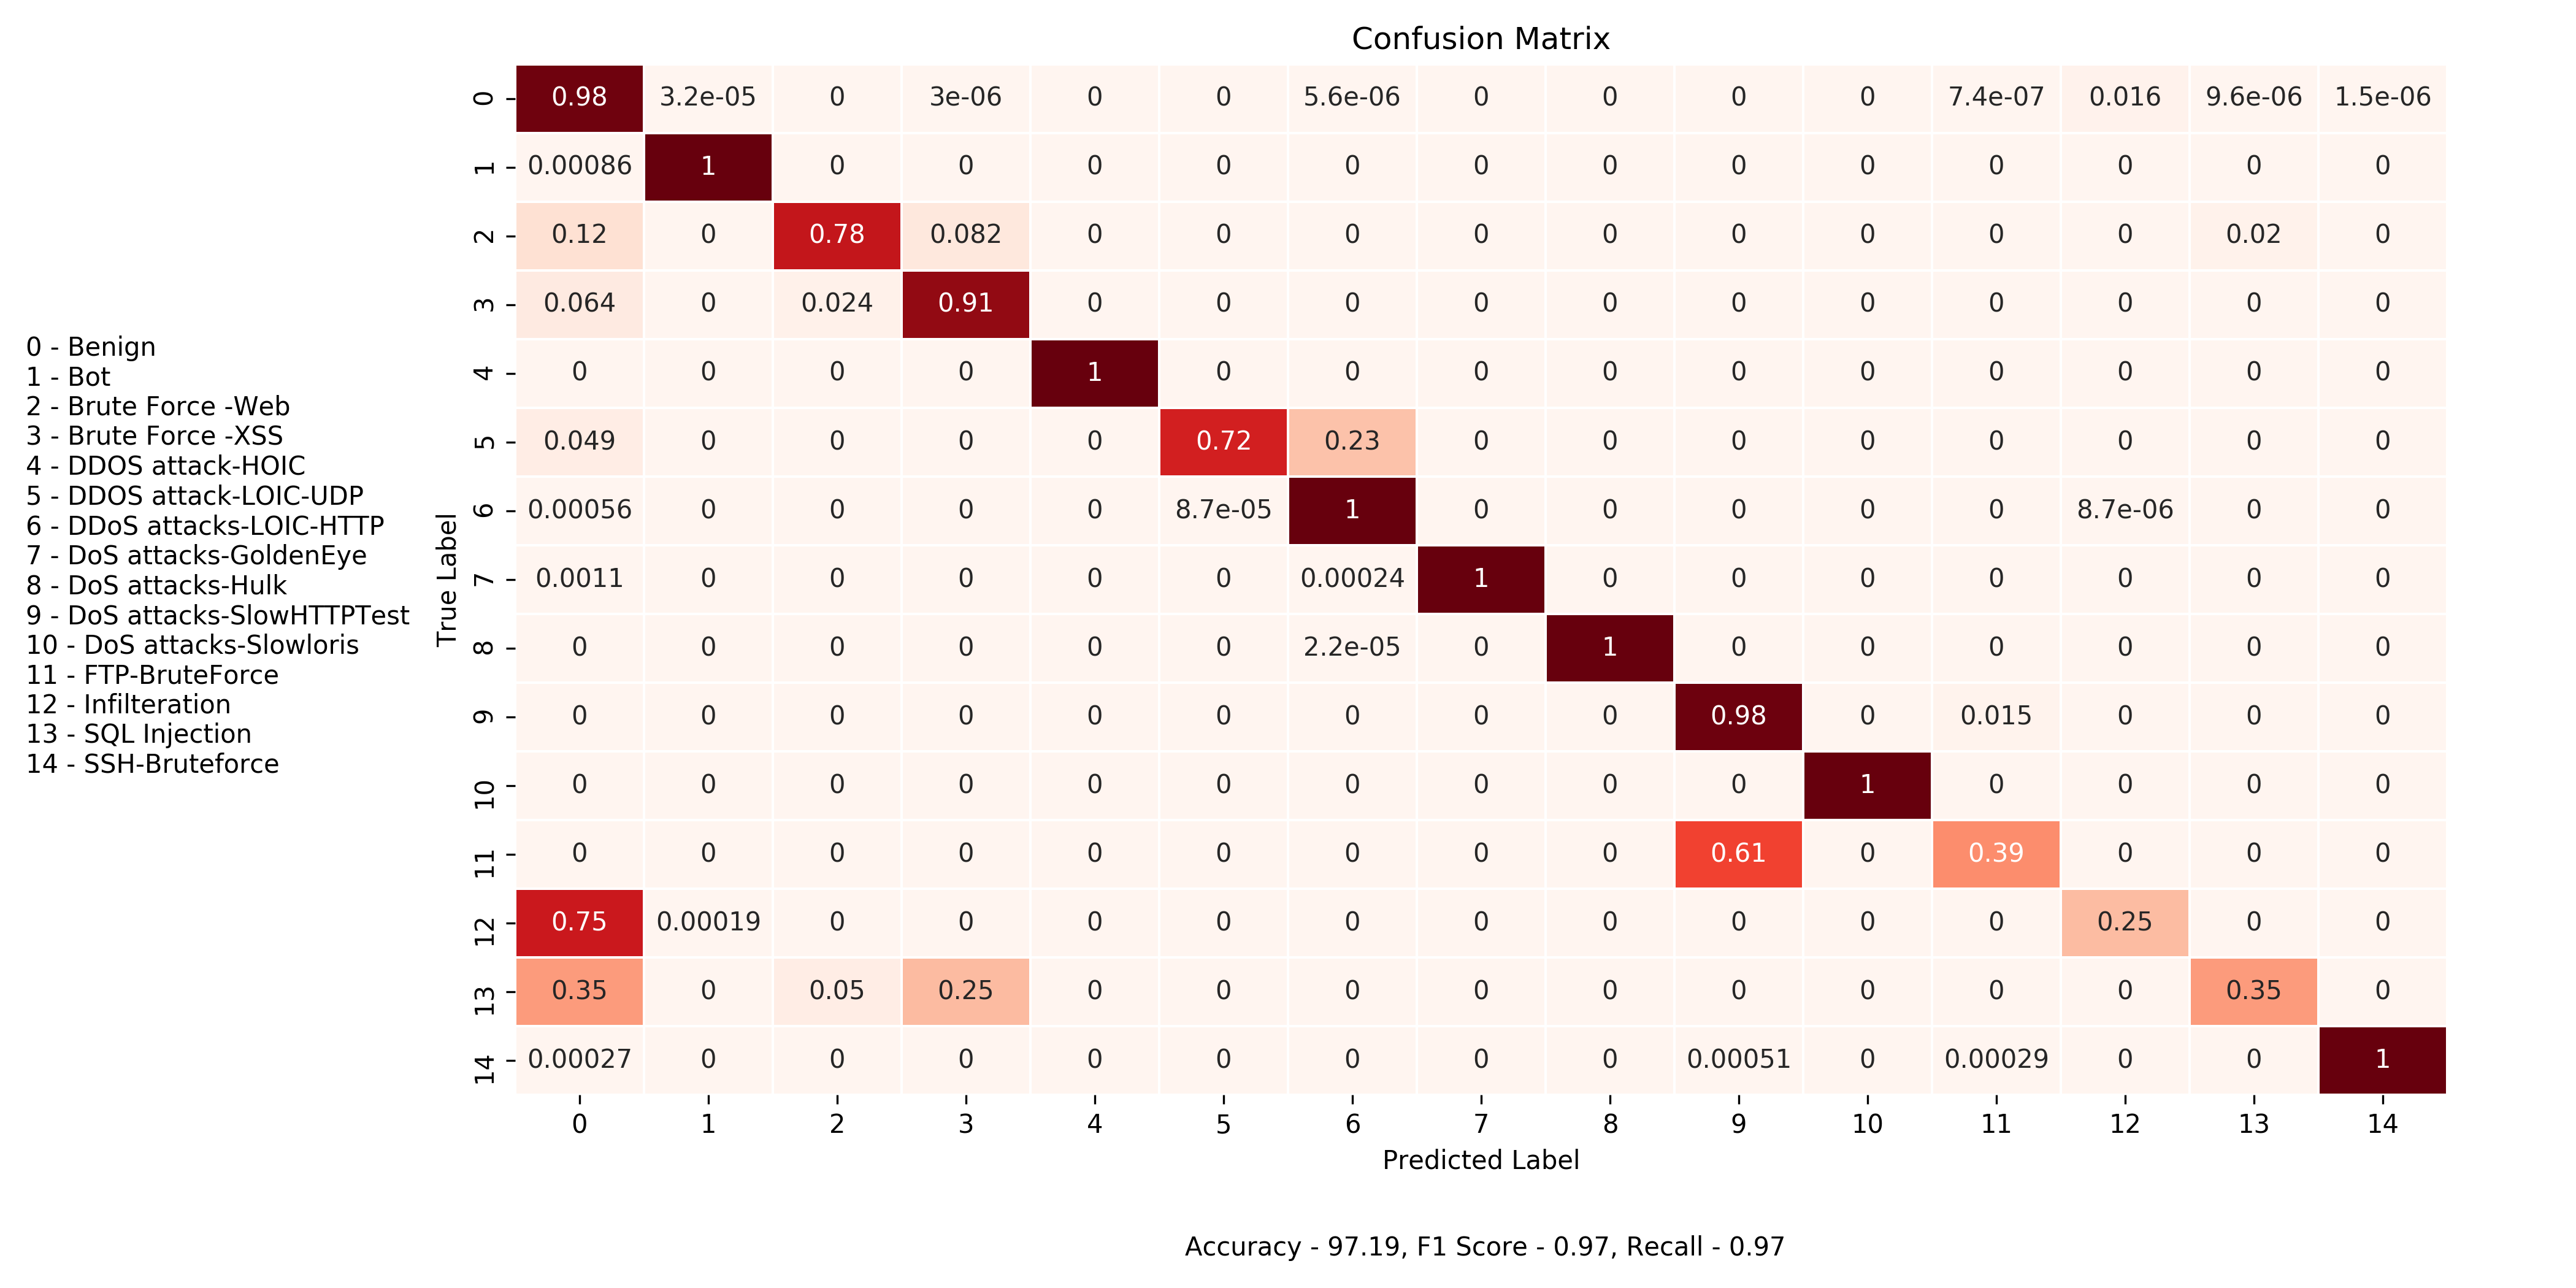 Confusion Matrix
0 0.98 3.2e-05 0 3e-06 0 0 5.6e-06 0 0 0 0 7.4e-07 0.016 9.6e-06 1.5e-06
1 0.00086 1 0 0 0 0 0 0 0 0 0 0 0 0 0
2 0.12 0 0.78 0.082 0 0 0 0 0 0 0 0 0 0.02 0
3 0.064 0 0.024 0.91 0 0 0 0 0 0 0 0 0 0 0
4 0 0 0 0 1 0 0 0 0 0 0 0 0 0 0
5 0.049 0 0 0 0 0.72 0.23 0 0 0 0 0 0 0 0
6 0.00056 0 0 0 0 8.7e-05 1 0 0 0 0 0 8.7e-06 0 0
7 0.0011 0 0 0 0 0 0.00024 1 0 0 0 0 0 0 0
8 0 0 0 0 0 0 2.2e-05 0 1 0 0 0 0 0 0
9 0 0 0 0 0 0 0 0 0 0.98 0 0.015 0 0 0
10 0 0 0 0 0 0 0 0 0 0 1 0 0 0 0
11 0 0 0 0 0 0 0 0 0 0.61 0 0.39 0 0 0
12 0.75 0.00019 0 0 0 0 0 0 0 0 0 0 0.25 0 0
13 0.35 0 0.05 0.25 0 0 0 0 0 0 0 0 0 0.35 0
14 0.00027 0 0 0 0 0 0 0 0 0.00051 0 0.00029 0 0 1
0 1 2 3 4 5 6 7 8 9 10 11 12 13 14
Predicted Label
True Label
0 - Benign
1 - Bot
2 - Brute Force -Web
3 - Brute Force -XSS
4 - DDOS attack-HOIC
5 - DDOS attack-LOIC-UDP
6 - DDoS attacks-LOIC-HTTP
7 - DoS attacks-GoldenEye
8 - DoS attacks-Hulk
9 - DoS attacks-SlowHTTPTest
10 - DoS attacks-Slowloris
11 - FTP-BruteForce
12 - Infilteration
13 - SQL Injection
14 - SSH-Bruteforce
Accuracy - 97.19, F1 Score - 0.97, Recall - 0.97